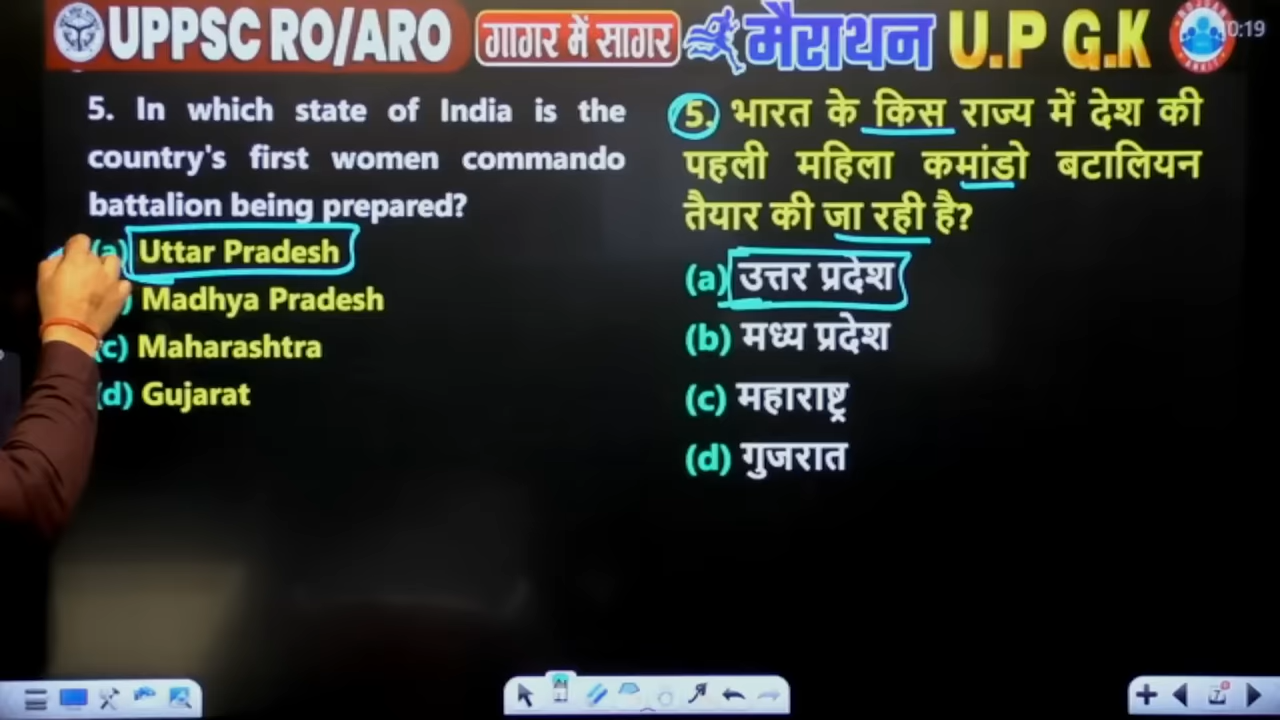 UPPSC RO/ARO गागर में सागर मैराथन U.P G.K
0:19
5. In which state of India is the
country's first women commando
battalion being prepared?
(a) Uttar Pradesh
) Madhya Pradesh
(c) Maharashtra
(d) Gujarat
5. भारत के किस राज्य में देश की
पहली महिला कमांडो बटालियन
तैयार की जा रही है?
(a) उत्तर प्रदेश
(b) मध्य प्रदेश
(c) महाराष्ट्र
(d) गुजरात